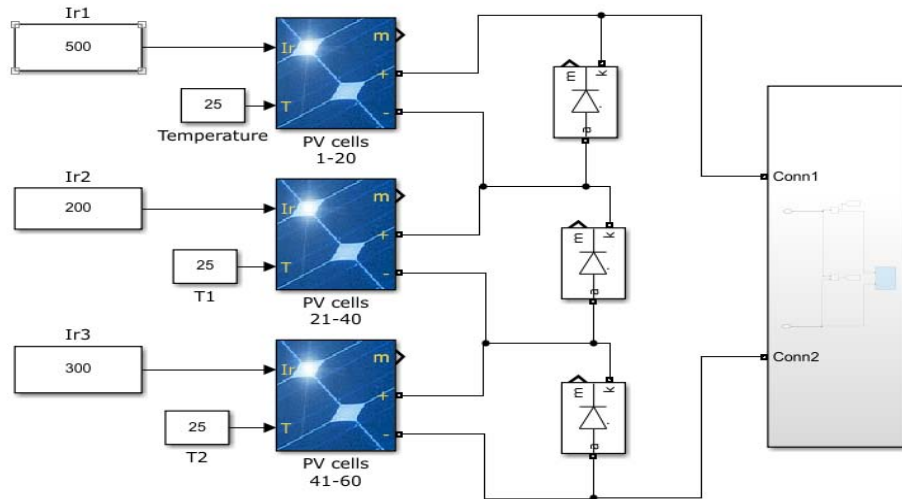 Ir1
500
Ir
m
+
T
-
25
Temperature
PV cells
1-20
m
k
a
Ir2
200
Ir
m
+
T
-
25
T1
PV cells
21-40
m
k
a
Conn1
Ir3
300
Ir
m
+
T
-
25
T2
PV cells
41-60
m
k
a
Conn2